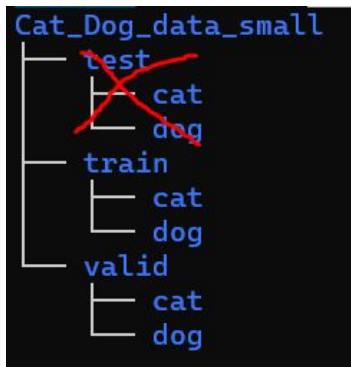 Cat_Dog_data_small
test
cat
dog
train
cat
dog
valid
cat
dog